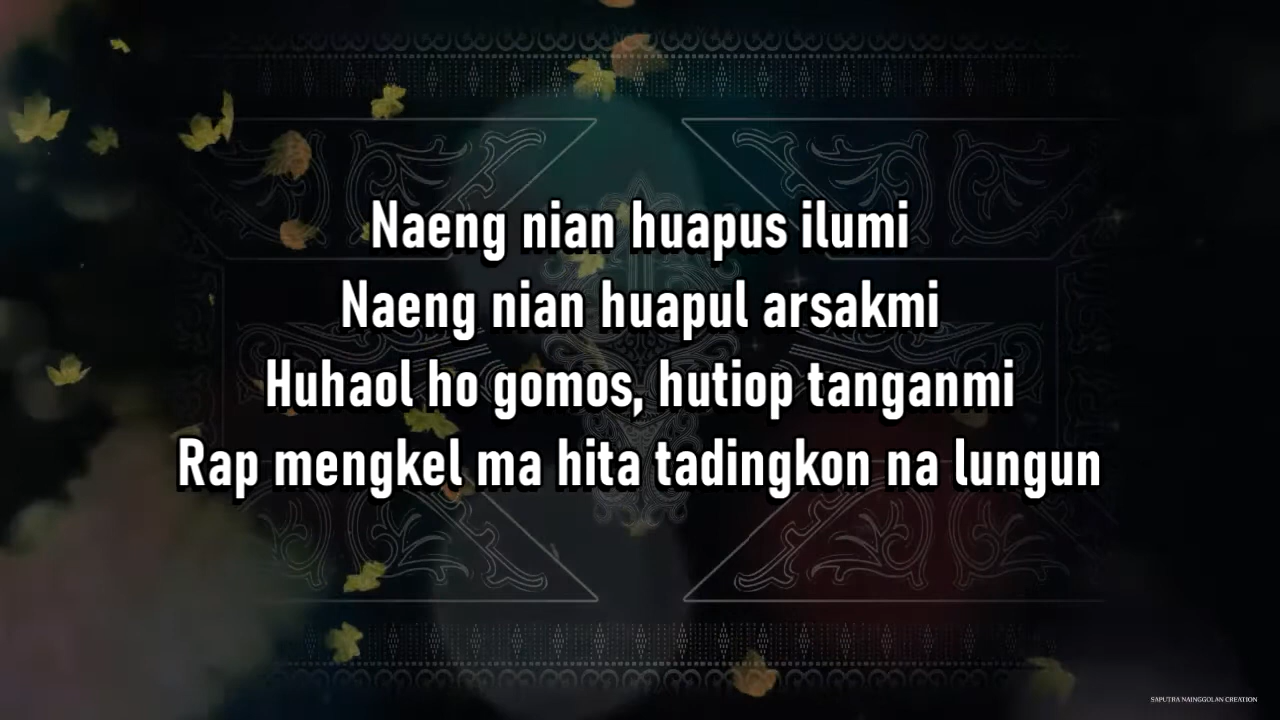 Naeng nian huapus ilumi
Naeng nian huapul arsakmi
Huhaol ho gomos, hutiop tanganmi
Rap mengkel ma hita tadingkon na lungun
SAPUTRA NAINGGOLAN CREATION